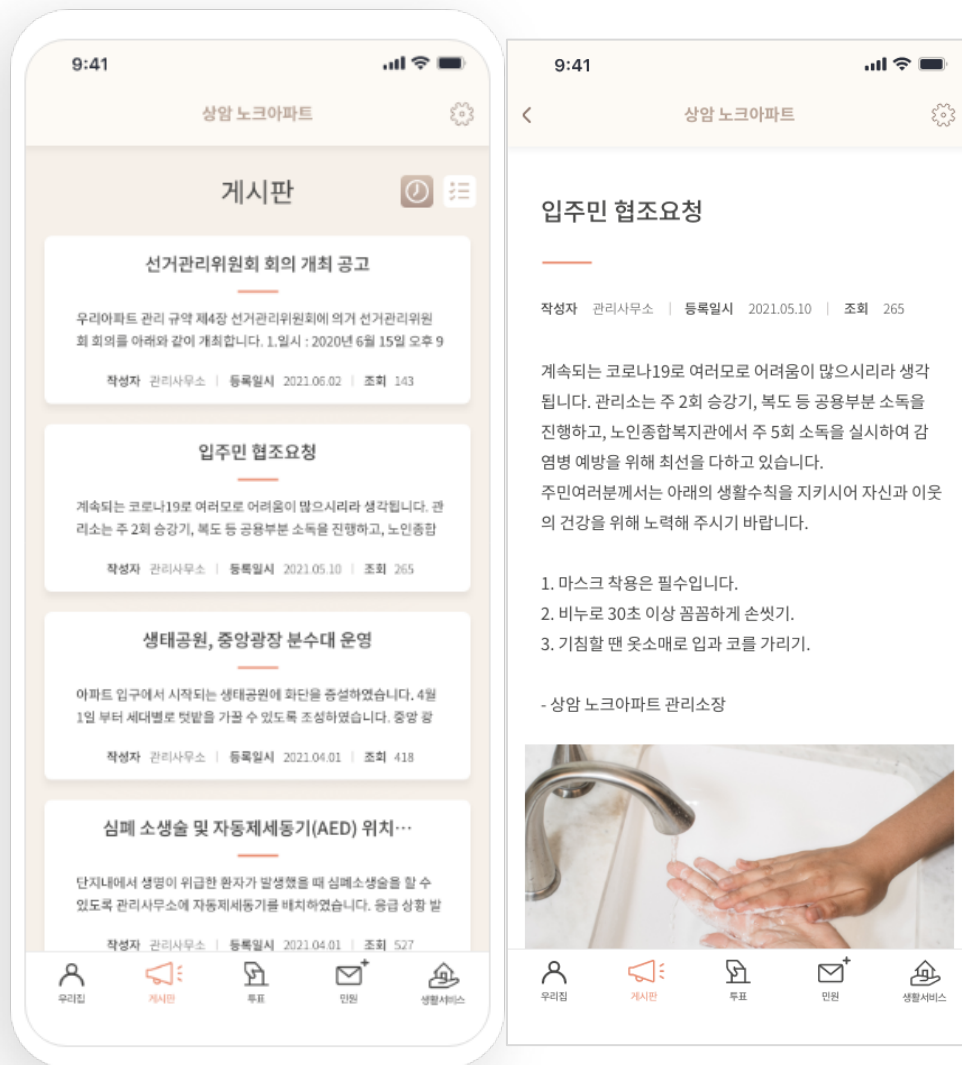 9:41
상암 노크아파트
게시판
선거관리위원회 회의 개최 공고
우리아파트 관리 규약 제4장 선거관리위원회에 의거 선거관리위원
회 회의를 아래와 같이 개최합니다. 1.일시 : 2020년 6월 15일 오후 9
작성자 관리사무소 | 등록일시 2021.06.02 | 조회 143
입주민 협조요청
계속되는 코로나19로 여러모로 어려움이 많으시리라 생각됩니다. 관
리소는 주 2회 승강기, 복도 등 공용부분 소독을 진행하고, 노인종합
작성자 관리사무소 | 등록일시 2021.05.10 | 조회 265
생태공원, 중앙광장 분수대 운영
아파트 입구에서 시작되는 생태공원에 화단을 증설하였습니다. 4월
1일 부터 세대별로 텃밭을 가꿀 수 있도록 조성하였습니다. 중앙 광
작성자 관리사무소 | 등록일시 2021.04.01 | 조회 418
심폐 소생술 및 자동제세동기(AED) 위치…
단지내에서 생명이 위급한 환자가 발생했을 때 심폐소생술을 할 수
있도록 관리사무소에 자동제세동기를 배치하였습니다. 응급 상황 발
작성자 관리사무소 | 등록일시 2021.04.01 | 조회 527
우리집 게시판 투표 민원 생활서비스
9:41
상암 노크아파트
입주민 협조요청
작성자 관리사무소 | 등록일시 2021.05.10 | 조회 265
계속되는 코로나19로 여러모로 어려움이 많으시리라 생각
됩니다. 관리소는 주 2회 승강기, 복도 등 공용부분 소독을
진행하고, 노인종합복지관에서 주 5회 소독을 실시하여 감
염병 예방을 위해 최선을 다하고 있습니다.
주민여러분께서는 아래의 생활수칙을 지키시어 자신과 이웃
의 건강을 위해 노력해 주시기 바랍니다.
1. 마스크 착용은 필수입니다.
2. 비누로 30초 이상 꼼꼼하게 손씻기.
3. 기침할 땐 옷소매로 입과 코를 가리기.
- 상암 노크아파트 관리소장
우리집 게시판 투표 민원 생활서비스